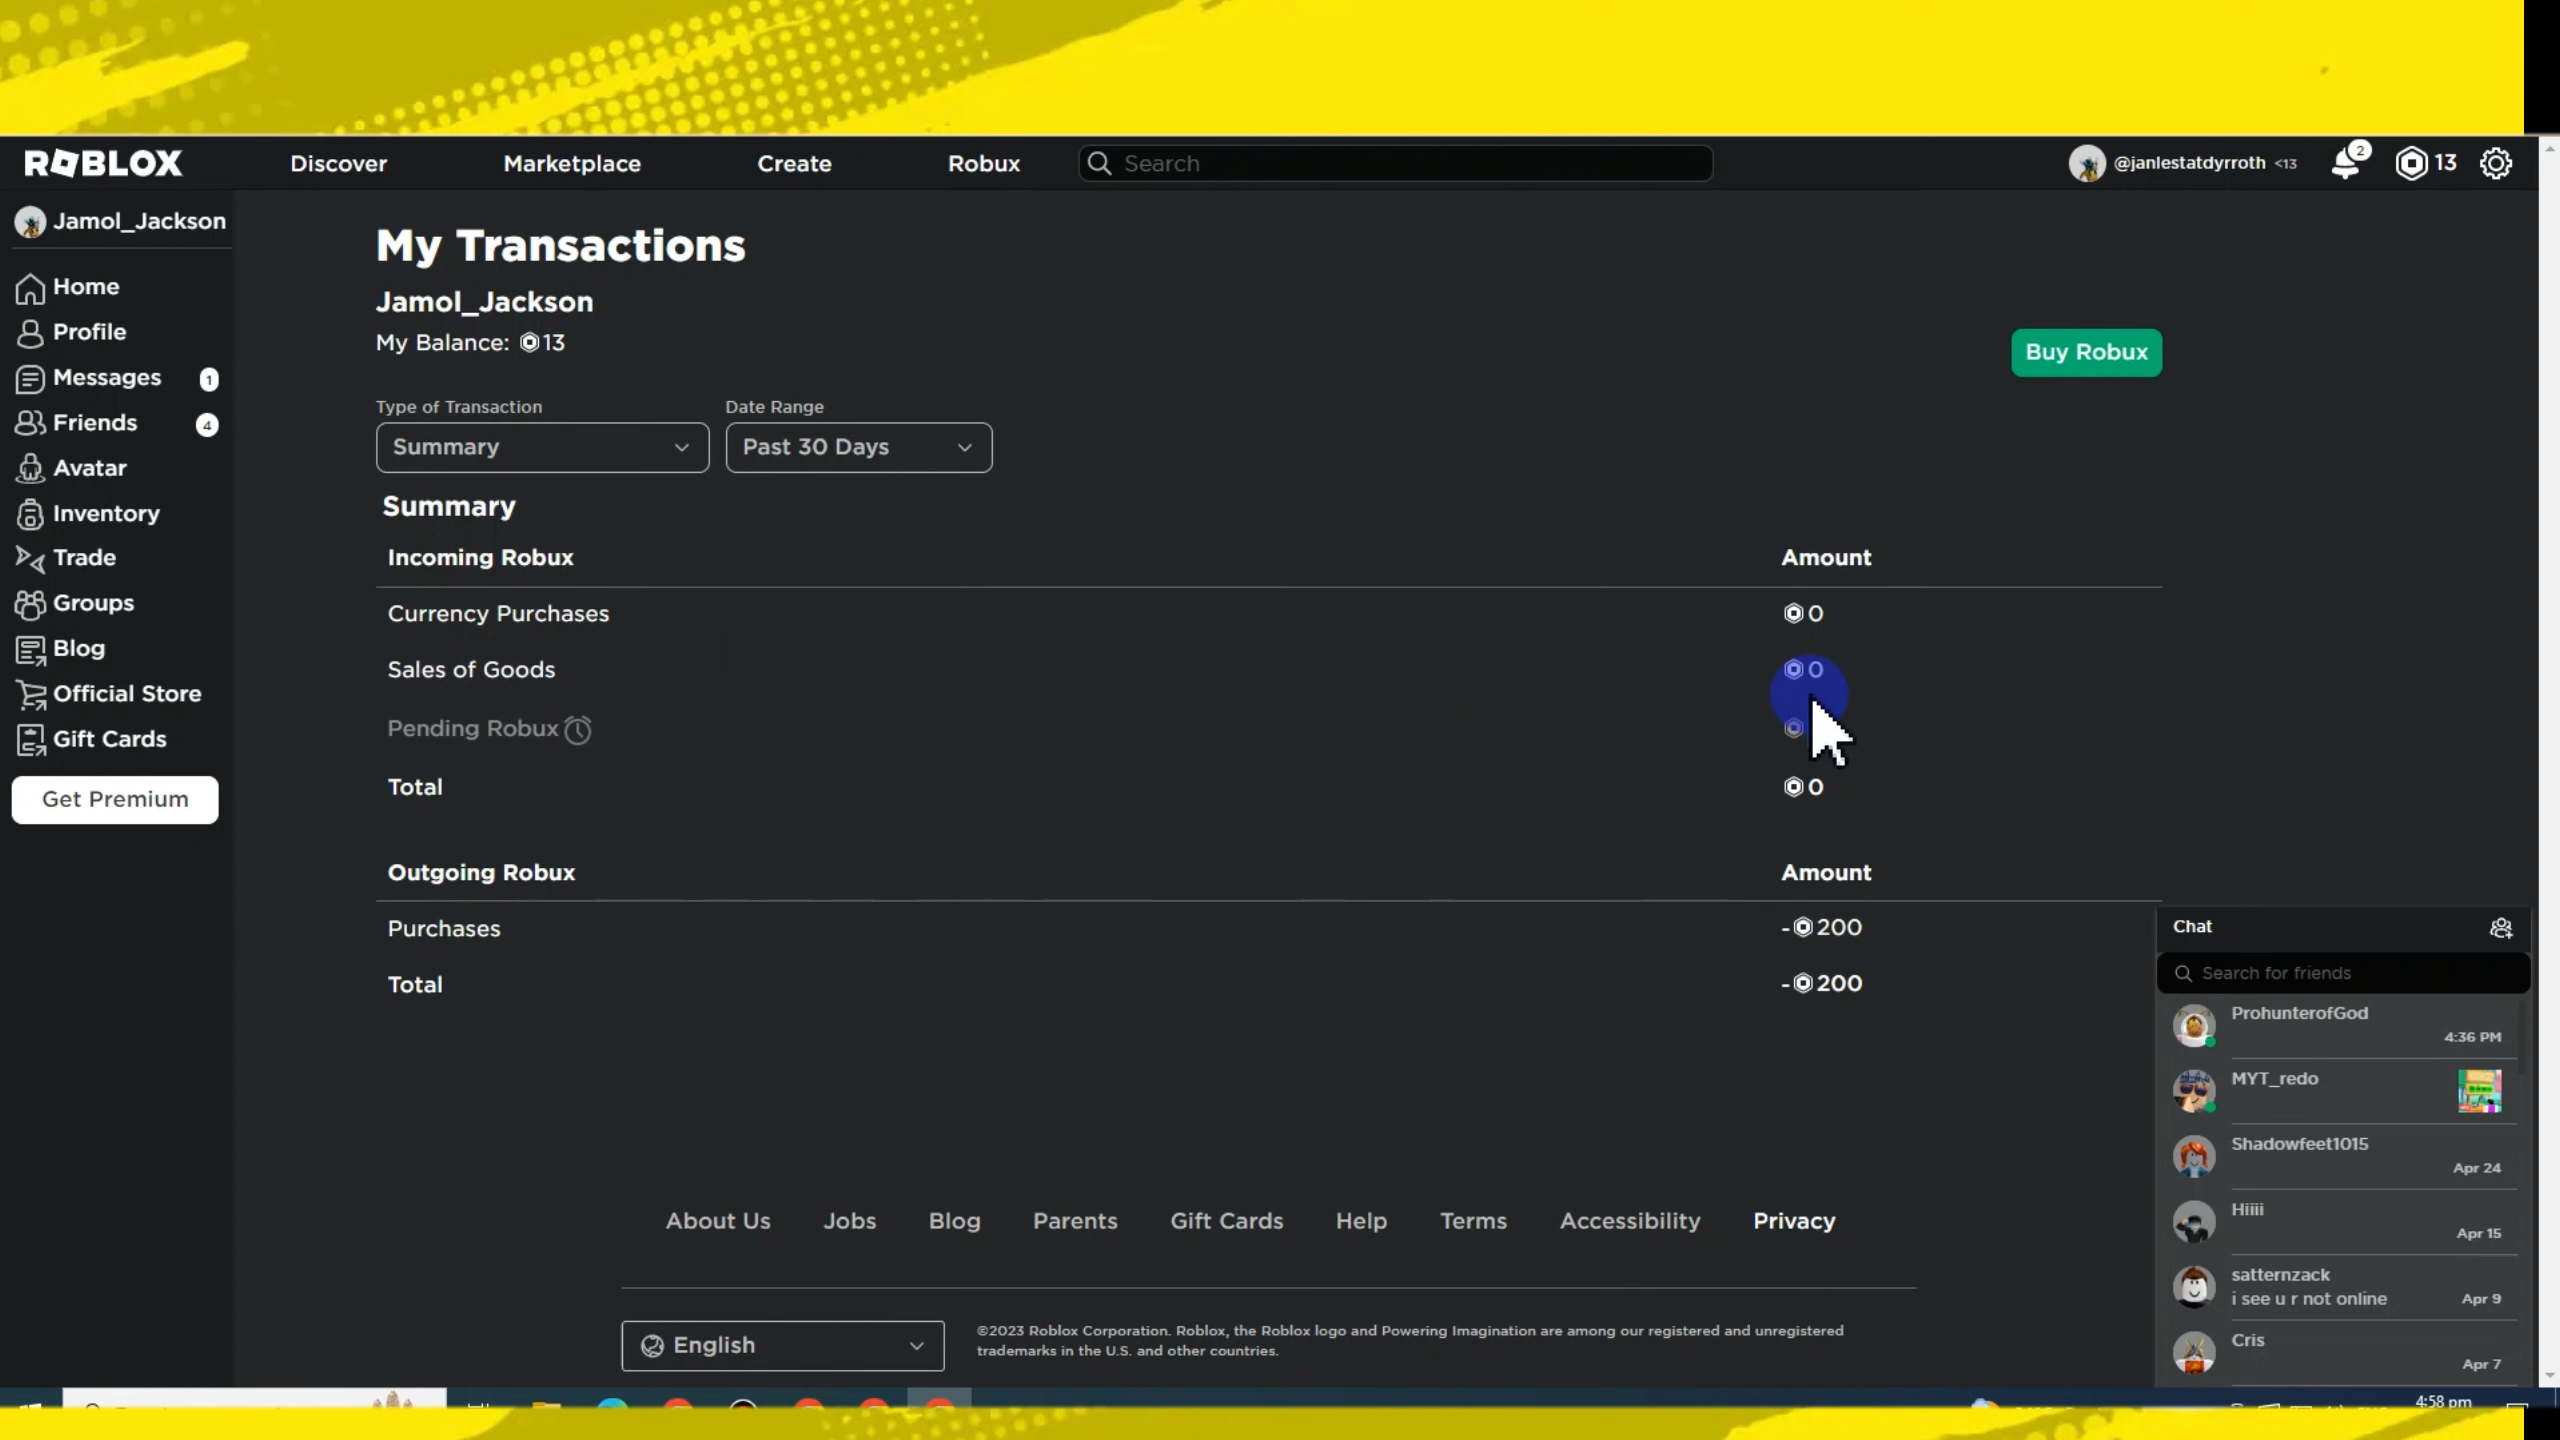 ROBLOX Discover Marketplace Create Robux Search @janlestatdyrroth <13 2 13
Jamol_Jackson
Home
Profile
Messages 1
Friends 4
Avatar
Inventory
Trade
Groups
Blog
Official Store
Gift Cards
Get Premium
My Transactions
Jamol_Jackson
My Balance: 13
Buy Robux
Type of Transaction Date Range
Summary Past 30 Days
Summary
Incoming Robux Amount
Currency Purchases 0
Sales of Goods 0
Pending Robux
Total 0
Outgoing Robux Amount
Purchases -200
Total -200
Chat
Search for friends
ProhunterofGod
4:36 PM
MYT_redo
Shadowfeet1015
Apr 24
Hiiii
Apr 15
satternzack
i see u r not online Apr 9
Cris
Apr 7
About Us Jobs Blog Parents Gift Cards Help Terms Accessibility Privacy
English
©2023 Roblox Corporation. Roblox, the Roblox logo and Powering Imagination are among our registered and unregistered
trademarks in the U.S. and other countries.
4:58 pm